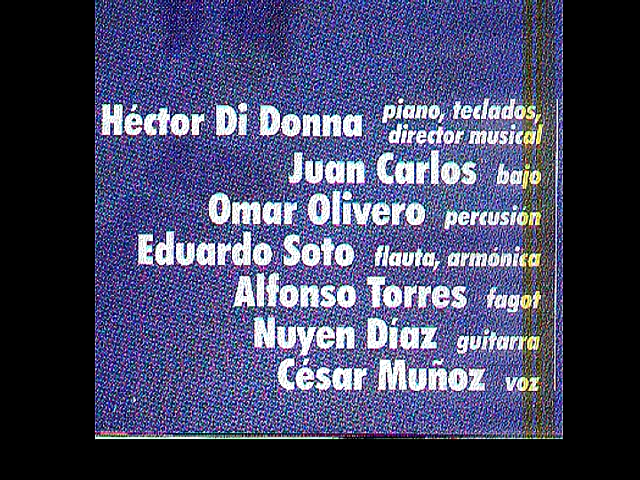 Héctor Di Donna piano, teclados,
director musical
Juan Carlos bajo
Omar Olivero percusión
Eduardo Soto flauta, armónica
Alfonso Torres fagot
Nuyen Díaz guitarra
César Muñoz voz